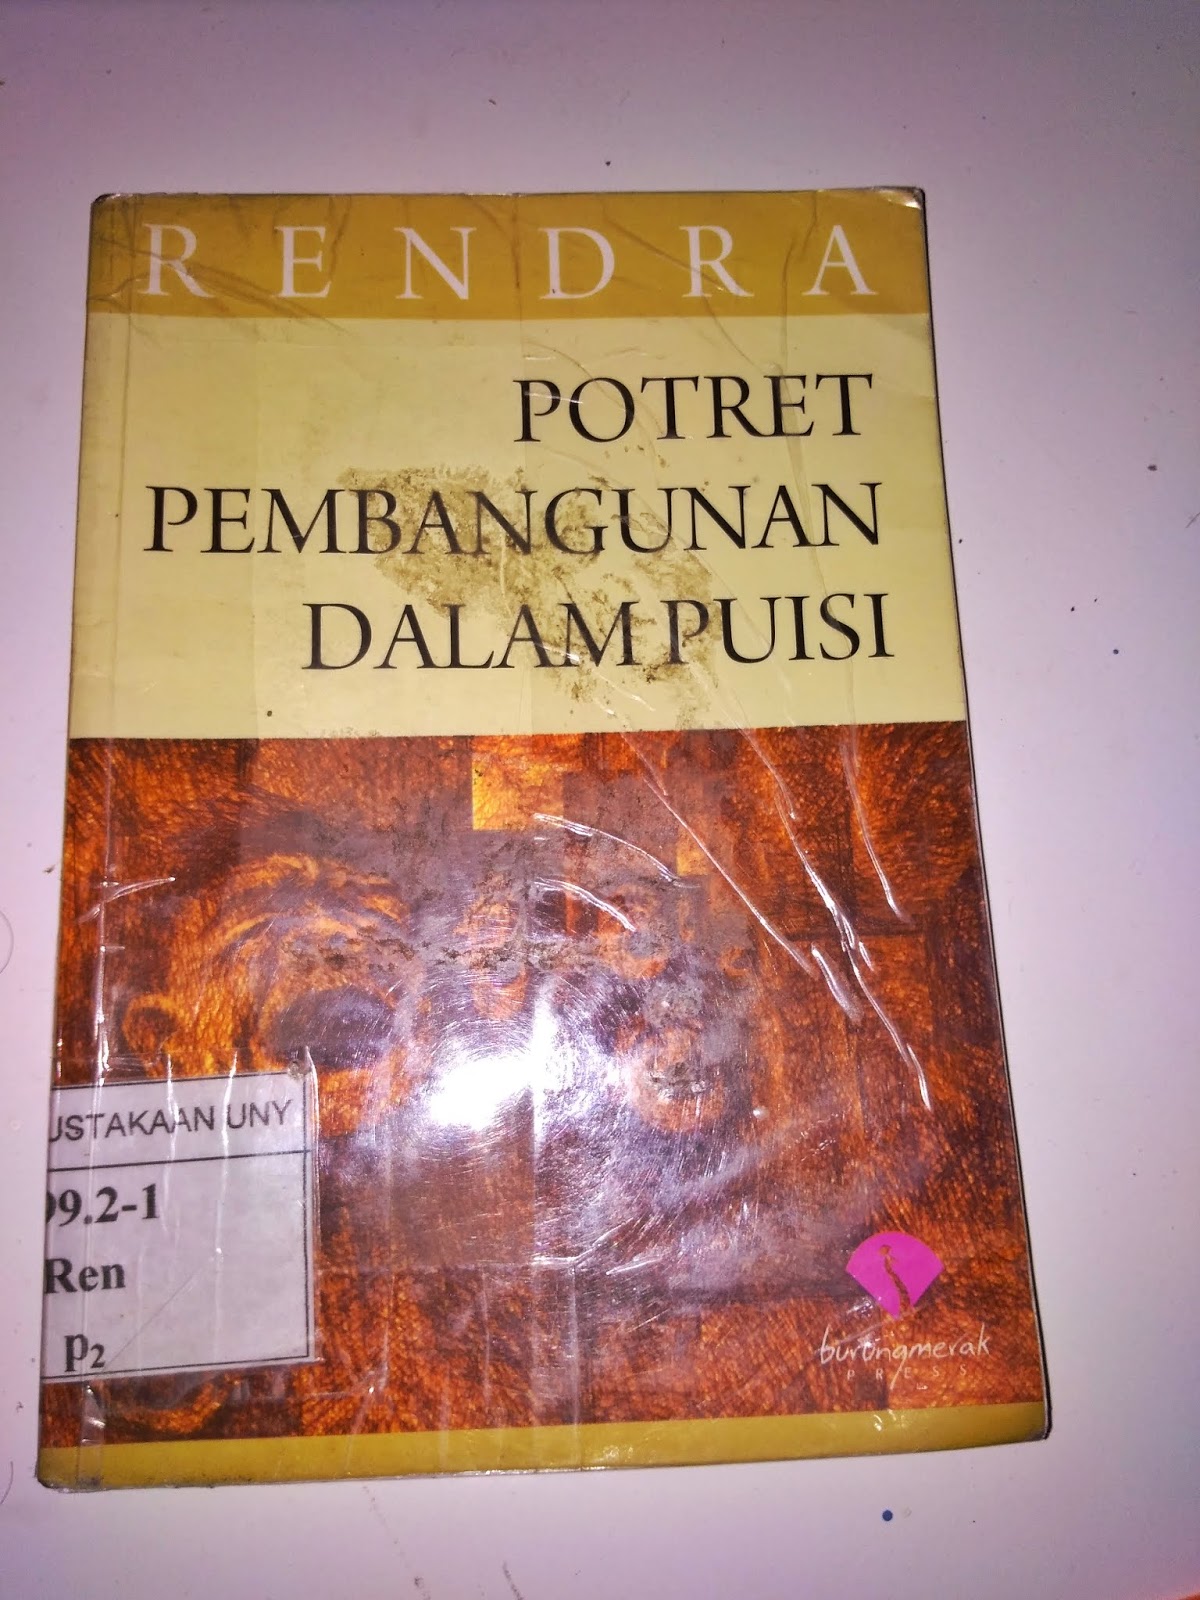 RENDRA
POTRET
PEMBANGUNAN
DALAM PUISI
USTAKAAN UNY
99.2-1
Ren
p2
burungmerak
PRESS